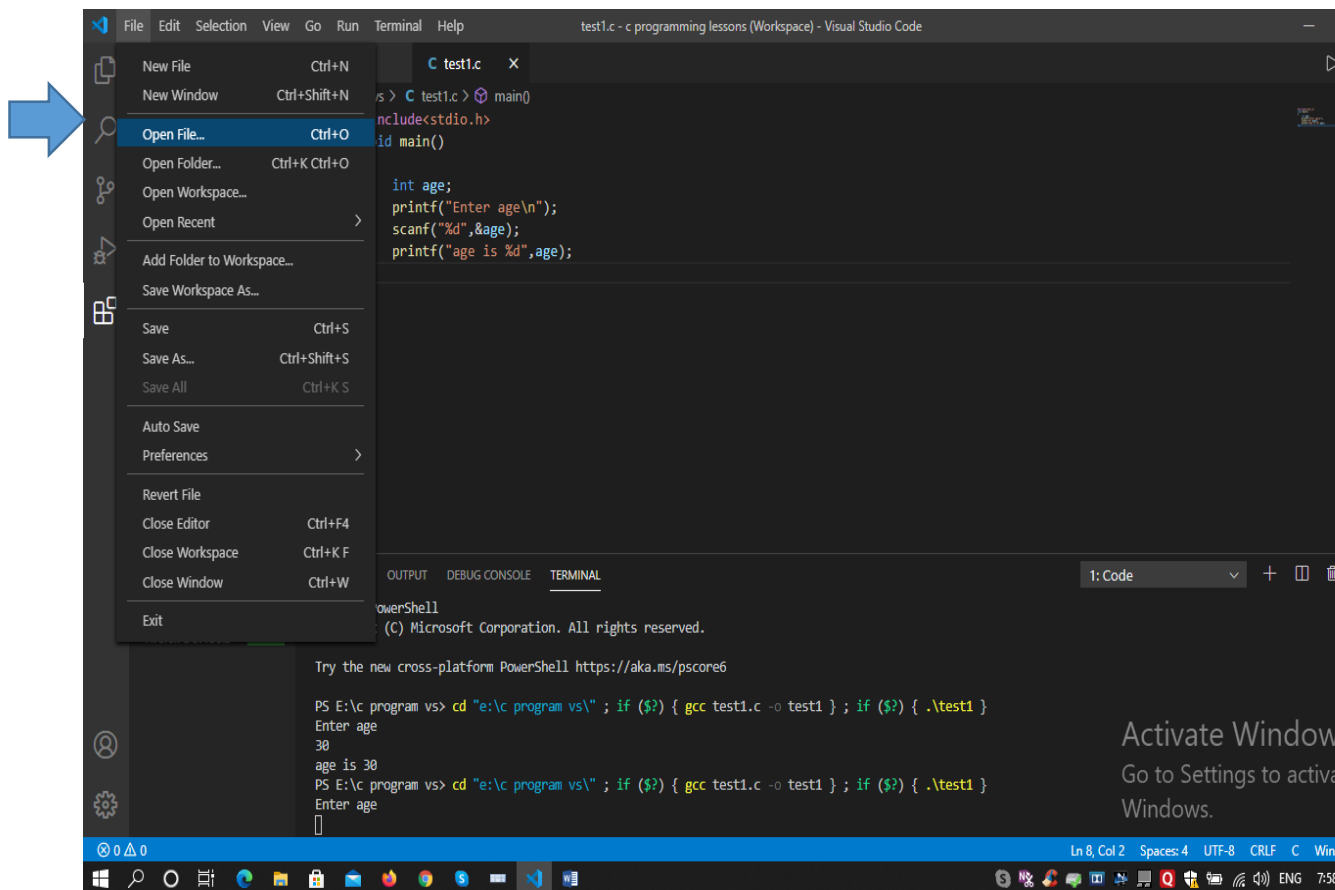 File Edit Selection View Go Run Terminal Help test1.c - c programming lessons (Workspace) - Visual Studio Code
New File Ctrl+N
New Window Ctrl+Shift+N
Open File... Ctrl+O
Open Folder... Ctrl+K Ctrl+O
Open Workspace...
Open Recent
Add Folder to Workspace...
Save Workspace As...
Save Ctrl+S
Save As... Ctrl+Shift+S
Save All Ctrl+K S
Auto Save
Preferences
Revert File
Close Editor Ctrl+F4
Close Workspace Ctrl+K F
Close Window Ctrl+W
Exit
C test1.c X
vs > C test1.c > main()
nclude<stdio.h>
id main()
int age;
printf("Enter age\n");
scanf("%d",&age);
printf("age is %d",age);
OUTPUT DEBUG CONSOLE TERMINAL 1: Code
owerShell
(C) Microsoft Corporation. All rights reserved.
Try the new cross-platform PowerShell https://aka.ms/pscore6
PS E:\c program vs> cd "e:\c program vs\" ; if ($?) { gcc test1.c -o test1 } ; if ($?) { .\test1 }
Enter age
30
age is 30
PS E:\c program vs> cd "e:\c program vs\" ; if ($?) { gcc test1.c -o test1 } ; if ($?) { .\test1 }
Enter age
Activate Window
Go to Settings to activa
Windows.
0 0 Ln 8, Col 2 Spaces: 4 UTF-8 CRLF C Win
ENG 7:58